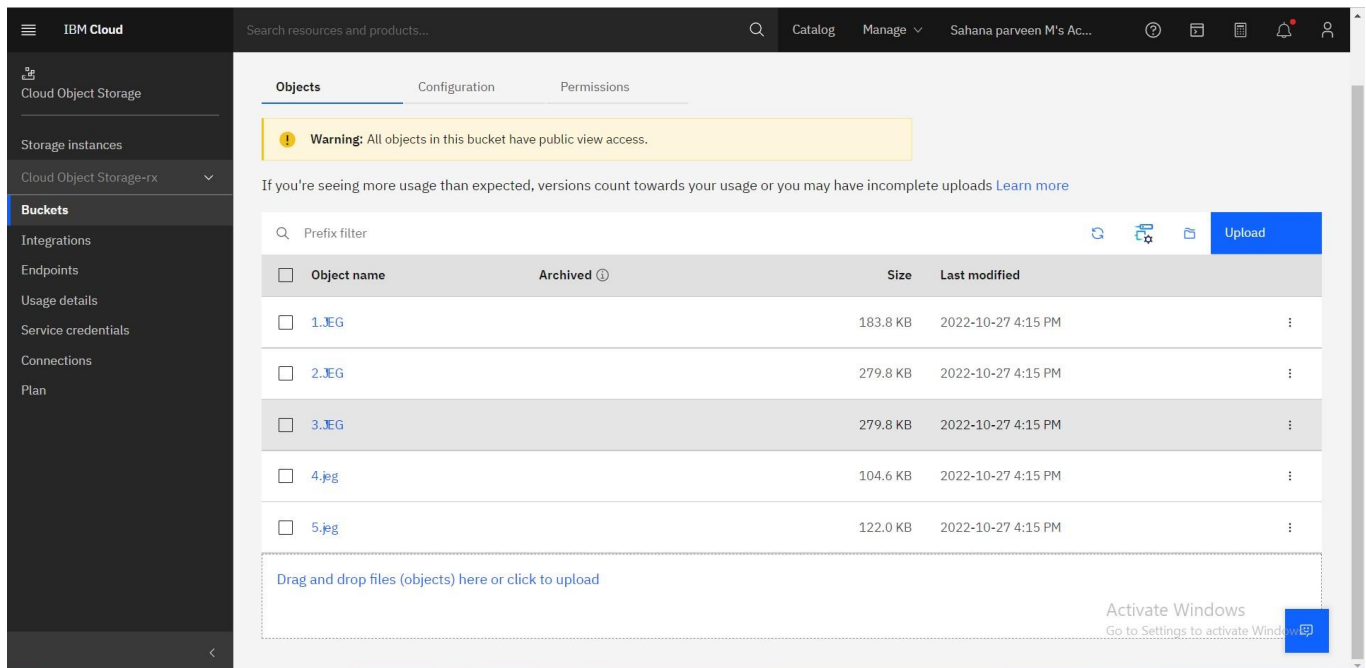 IBM Cloud
Search resources and products...
Catalog
Manage
Sahana parveen M's Ac...
Cloud Object Storage
Storage instances
Cloud Object Storage-rx
Buckets
Integrations
Endpoints
Usage details
Service credentials
Connections
Plan
Objects
Configuration
Permissions
Warning: All objects in this bucket have public view access.
If you're seeing more usage than expected, versions count towards your usage or you may have incomplete uploads Learn more
Prefix filter
Upload
Object name Archived Size Last modified
1.JEG 183.8 KB 2022-10-27 4:15 PM
2.JEG 279.8 KB 2022-10-27 4:15 PM
3.JEG 279.8 KB 2022-10-27 4:15 PM
4.jeg 104.6 KB 2022-10-27 4:15 PM
5.jeg 122.0 KB 2022-10-27 4:15 PM
Drag and drop files (objects) here or click to upload
Activate Windows
Go to Settings to activate Windows